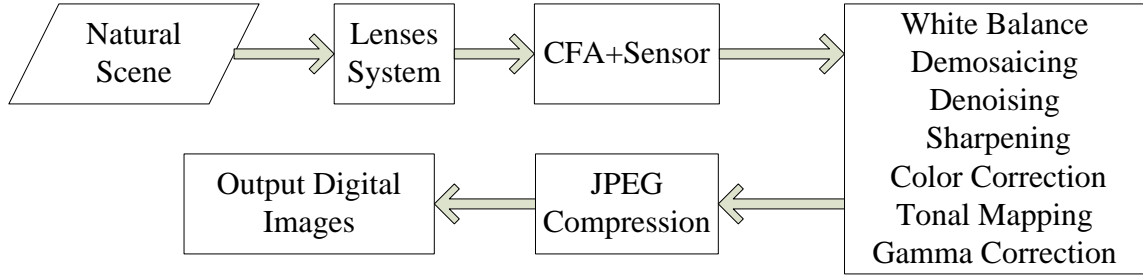 Natural
Scene
Lenses
System
CFA+Sensor
White Balance
Demosaicing
Denoising
Sharpening
Color Correction
Tonal Mapping
Gamma Correction
JPEG
Compression
Output Digital
Images